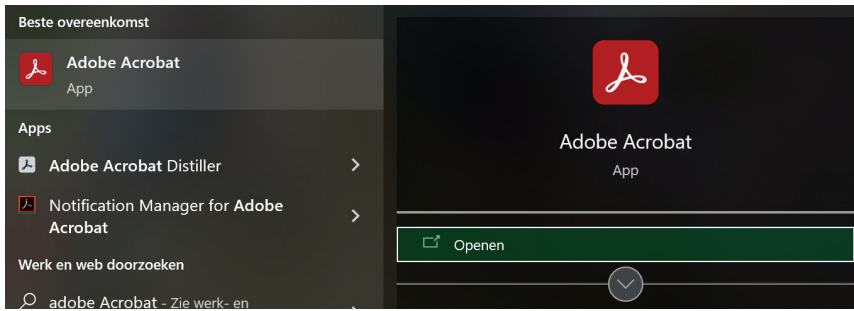 Beste overeenkomst
Adobe Acrobat
App
Apps
Adobe Acrobat Distiller
Notification Manager for Adobe
Acrobat
Werk en web doorzoeken
adobe Acrobat - Zie werk- en
Adobe Acrobat
App
Openen